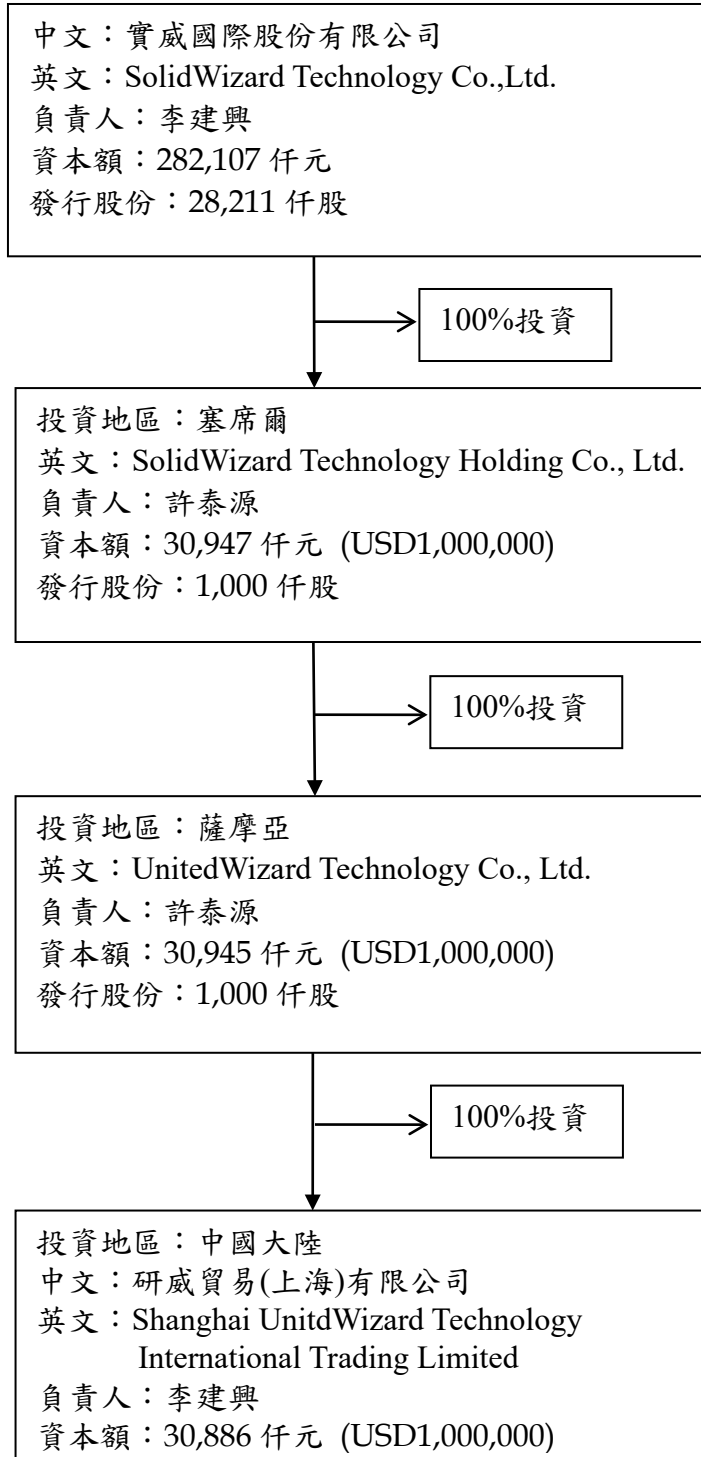 中文：實威國際股份有限公司
英文：SolidWizard Technology Co.,Ltd.
負責人：李建興
資本額：282,107 仟元
發行股份：28,211 仟股
100%投資
投資地區：塞席爾
英文：SolidWizard Technology Holding Co., Ltd.
負責人：許泰源
資本額：30,947 仟元 (USD1,000,000)
發行股份：1,000 仟股
100%投資
投資地區：薩摩亞
英文：UnitedWizard Technology Co., Ltd.
負責人：許泰源
資本額：30,945 仟元 (USD1,000,000)
發行股份：1,000 仟股
100%投資
投資地區：中國大陸
中文：研威貿易(上海)有限公司
英文：Shanghai UnitdWizard Technology
International Trading Limited
負責人：李建興
資本額：30,886 仟元 (USD1,000,000)